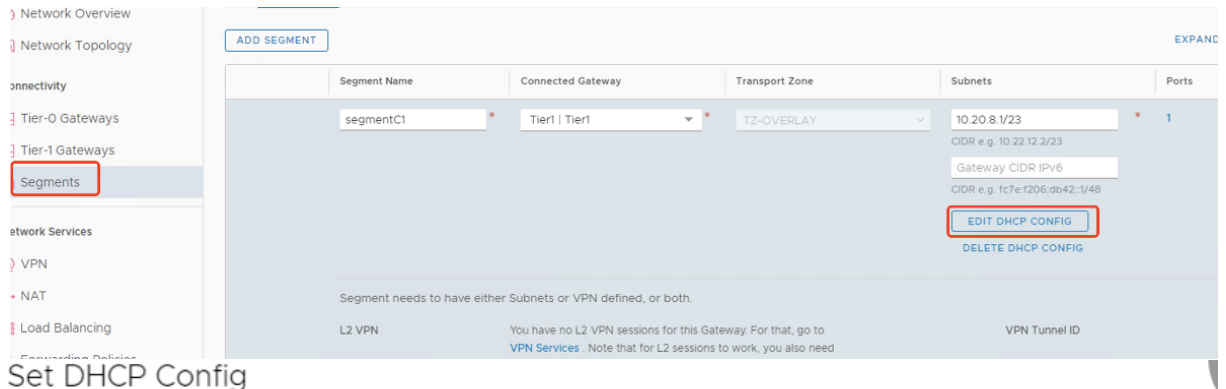 Network Overview
Network Topology
ADD SEGMENT
EXPAND
onnectivity
Segment Name
Connected Gateway
Transport Zone
Subnets
Ports
Tier-0 Gateways
segmentC1 *
Tier1 | Tier1 *
TZ-OVERLAY
10.20.8.1/23 *
1
CIDR e.g. 10.22.12.2/23
Tier-1 Gateways
Gateway CIDR IPv6
Segments
CIDR e.g. fc7e:f206:db42::1/48
EDIT DHCP CONFIG
etwork Services
DELETE DHCP CONFIG
VPN
NAT
Segment needs to have either Subnets or VPN defined, or both.
Load Balancing
L2 VPN
You have no L2 VPN sessions for this Gateway. For that, go to
VPN Services . Note that for L2 sessions to work, you also need
VPN Tunnel ID
Forwarding Policies
Set DHCP Config